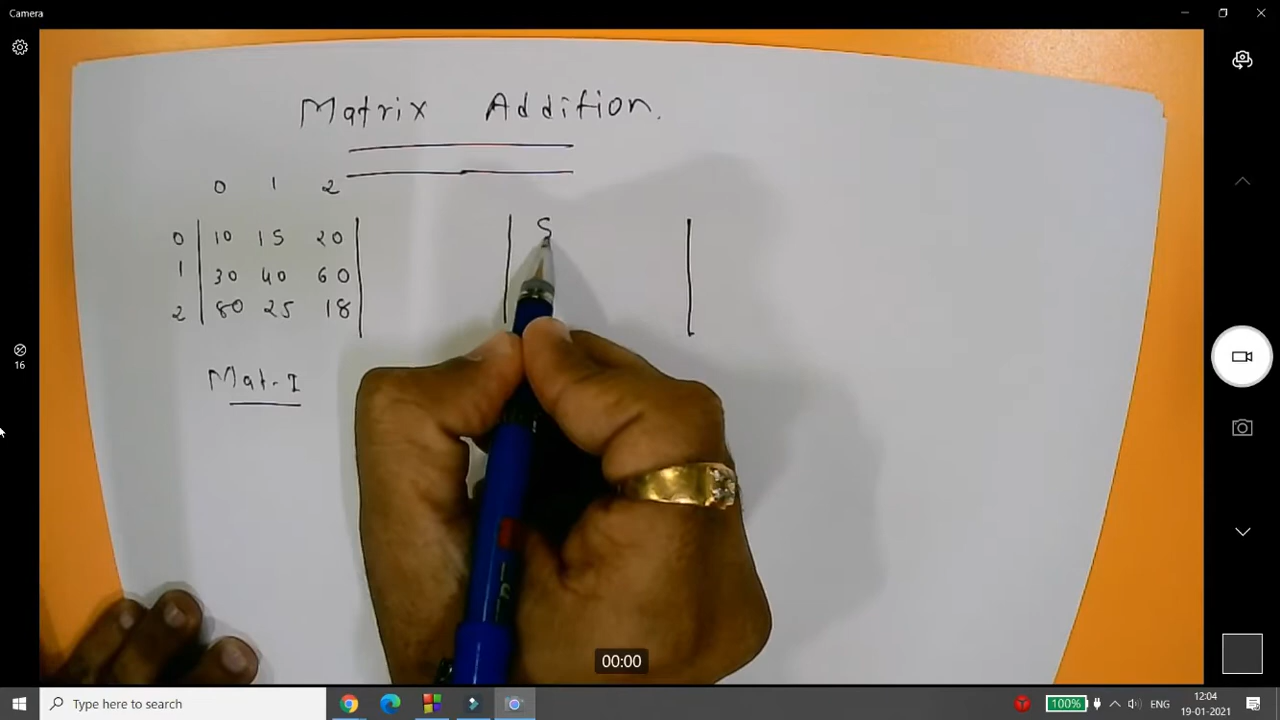 Camera
Matrix Addition.
0 1 2
0 10 15 20
5
1 30 40 60
2 80 25 18
16
Mat-I
00:00
Type here to search
100%
ENG
12:04
19-01-2021